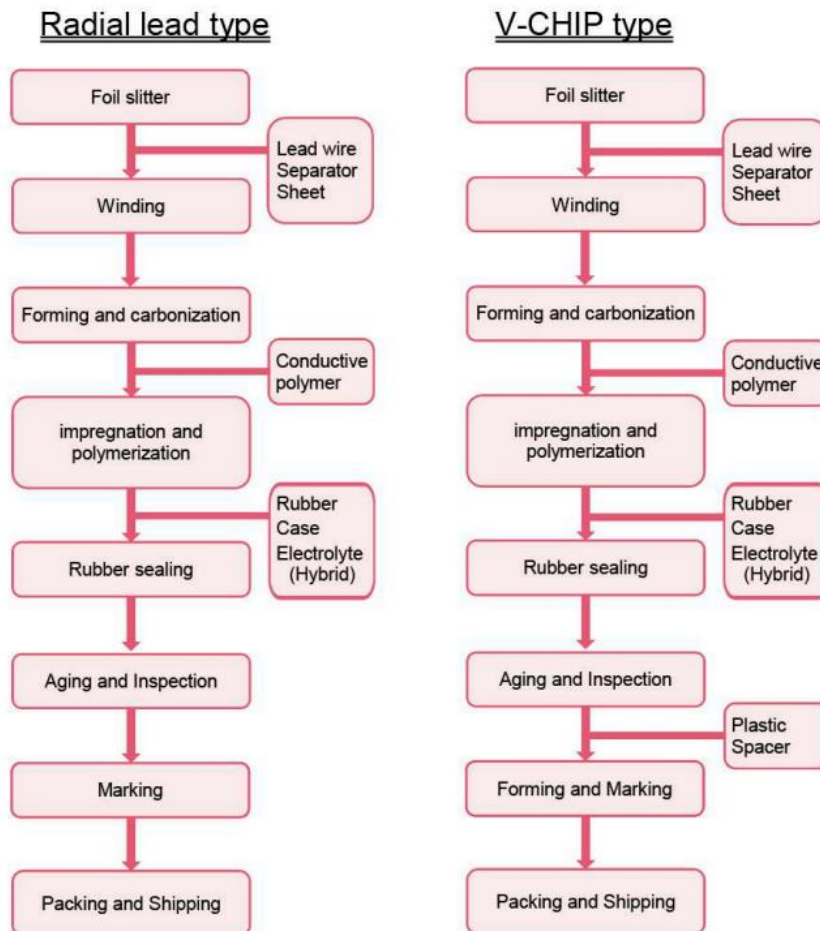 Radial lead type
Foil slitter
Lead wire
Separator
Sheet
Winding
Forming and carbonization
Conductive
polymer
impregnation and
polymerization
Rubber
Case
Electrolyte
(Hybrid)
Rubber sealing
Aging and Inspection
Marking
Packing and Shipping
V-CHIP type
Foil slitter
Lead wire
Separator
Sheet
Winding
Forming and carbonization
Conductive
polymer
impregnation and
polymerization
Rubber
Case
Electrolyte
(Hybrid)
Rubber sealing
Aging and Inspection
Plastic
Spacer
Forming and Marking
Packing and Shipping